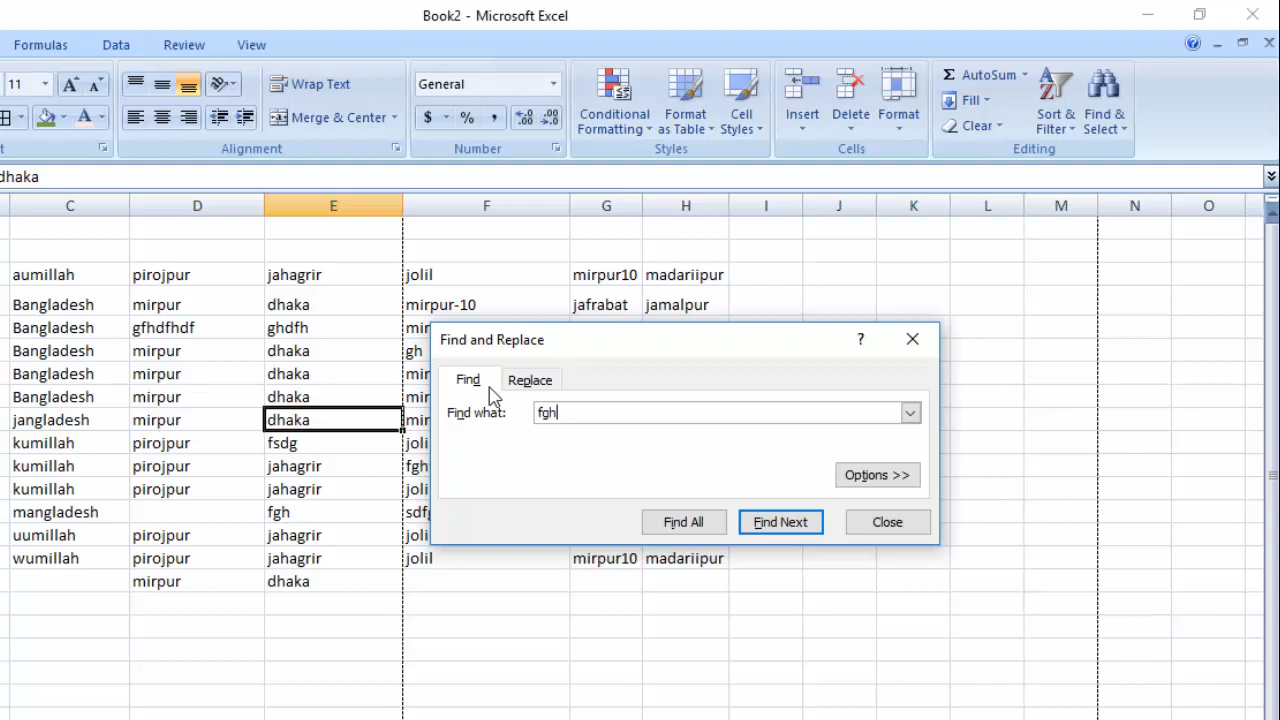 Book2 - Microsoft Excel
Formulas Data Review View
11 A A Wrap Text General AutoSum
Fill
A Merge & Center $ % , .00 .00 Conditional Formatting Format as Table Cell Styles Insert Delete Format Clear Sort & Filter Find & Select
Alignment Number Styles Cells Editing
dhaka
C D E F G H I J K L M N O
aumillah pirojpur jahagrir jolil mirpur10 madariipur
Bangladesh mirpur dhaka mirpur-10 jafrabat jamalpur
Bangladesh gfhdfhdf ghdfh
Bangladesh mirpur dhaka gh
Bangladesh mirpur dhaka
Bangladesh mirpur dhaka
jangladesh mirpur dhaka
kumillah pirojpur fsdg
kumillah pirojpur jahagrir fgh
kumillah pirojpur jahagrir
mangladesh fgh
uumillah pirojpur jahagrir
wumillah pirojpur jahagrir jolil mirpur10 madariipur
mirpur dhaka
Find and Replace ?
Find Replace
Find what: fgh
Options >>
Find All Find Next Close